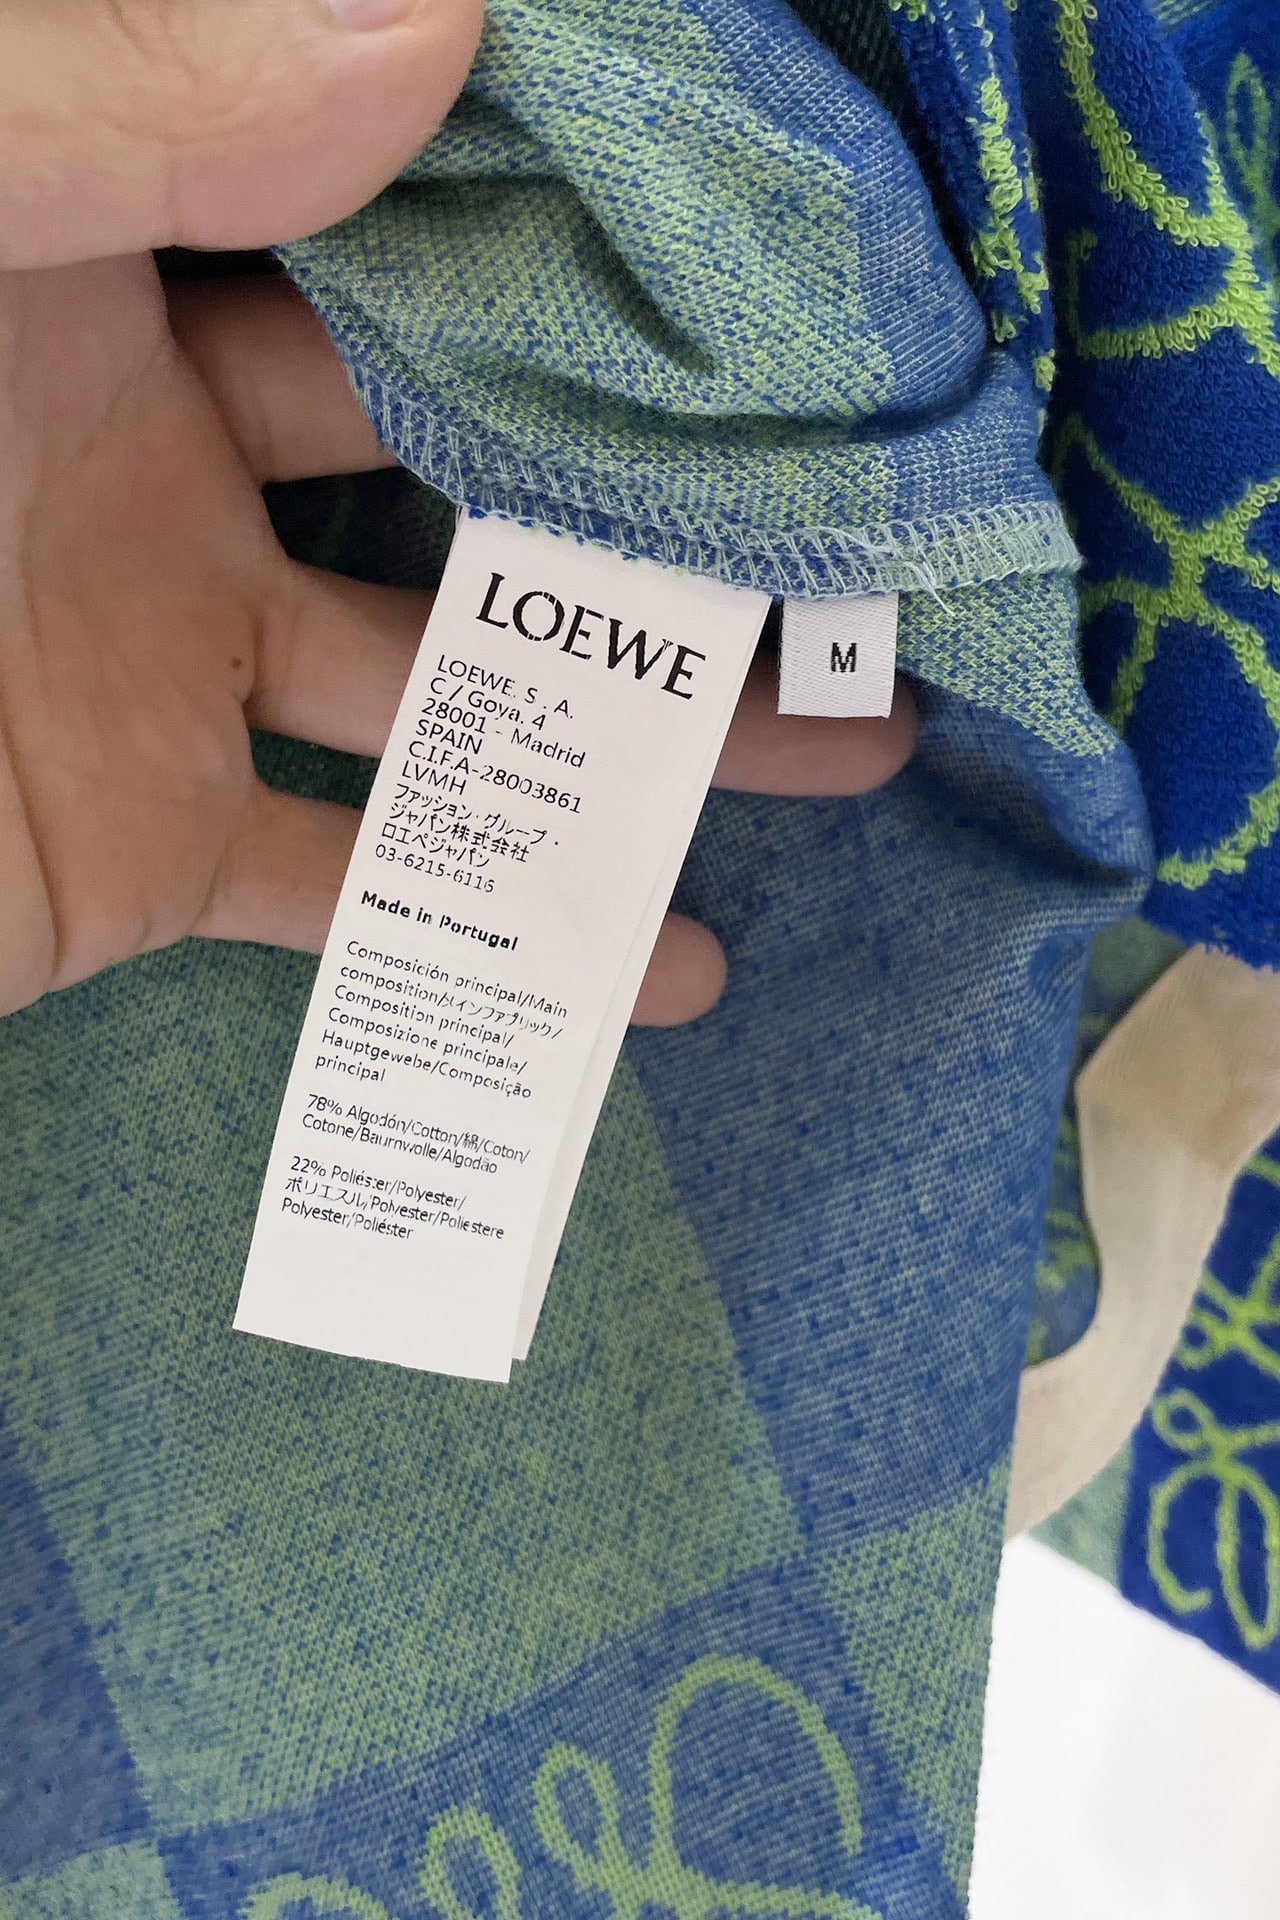 LOEWE
M
LOEWE. S . A.
C / Goya. 4
28001 - Madrid
SPAIN
C.I.F.A-28003861
LVMH
ファッション・グループ・
ジャパン株式会社
ロエベジャパン
03-6215-6116
Made in Portugal
Composición principal/Main
composition/メインファブリック/
Composition principal/
Composizione principale/
Hauptgewebe/Composição
principal
78% Algodón/Cotton/綿/Coton/
Cotone/Baumwolle/Algodão
22% Poliéster/Polyester/
ポリエスル/Polyester/Poliestere
Polyester/Poliéster